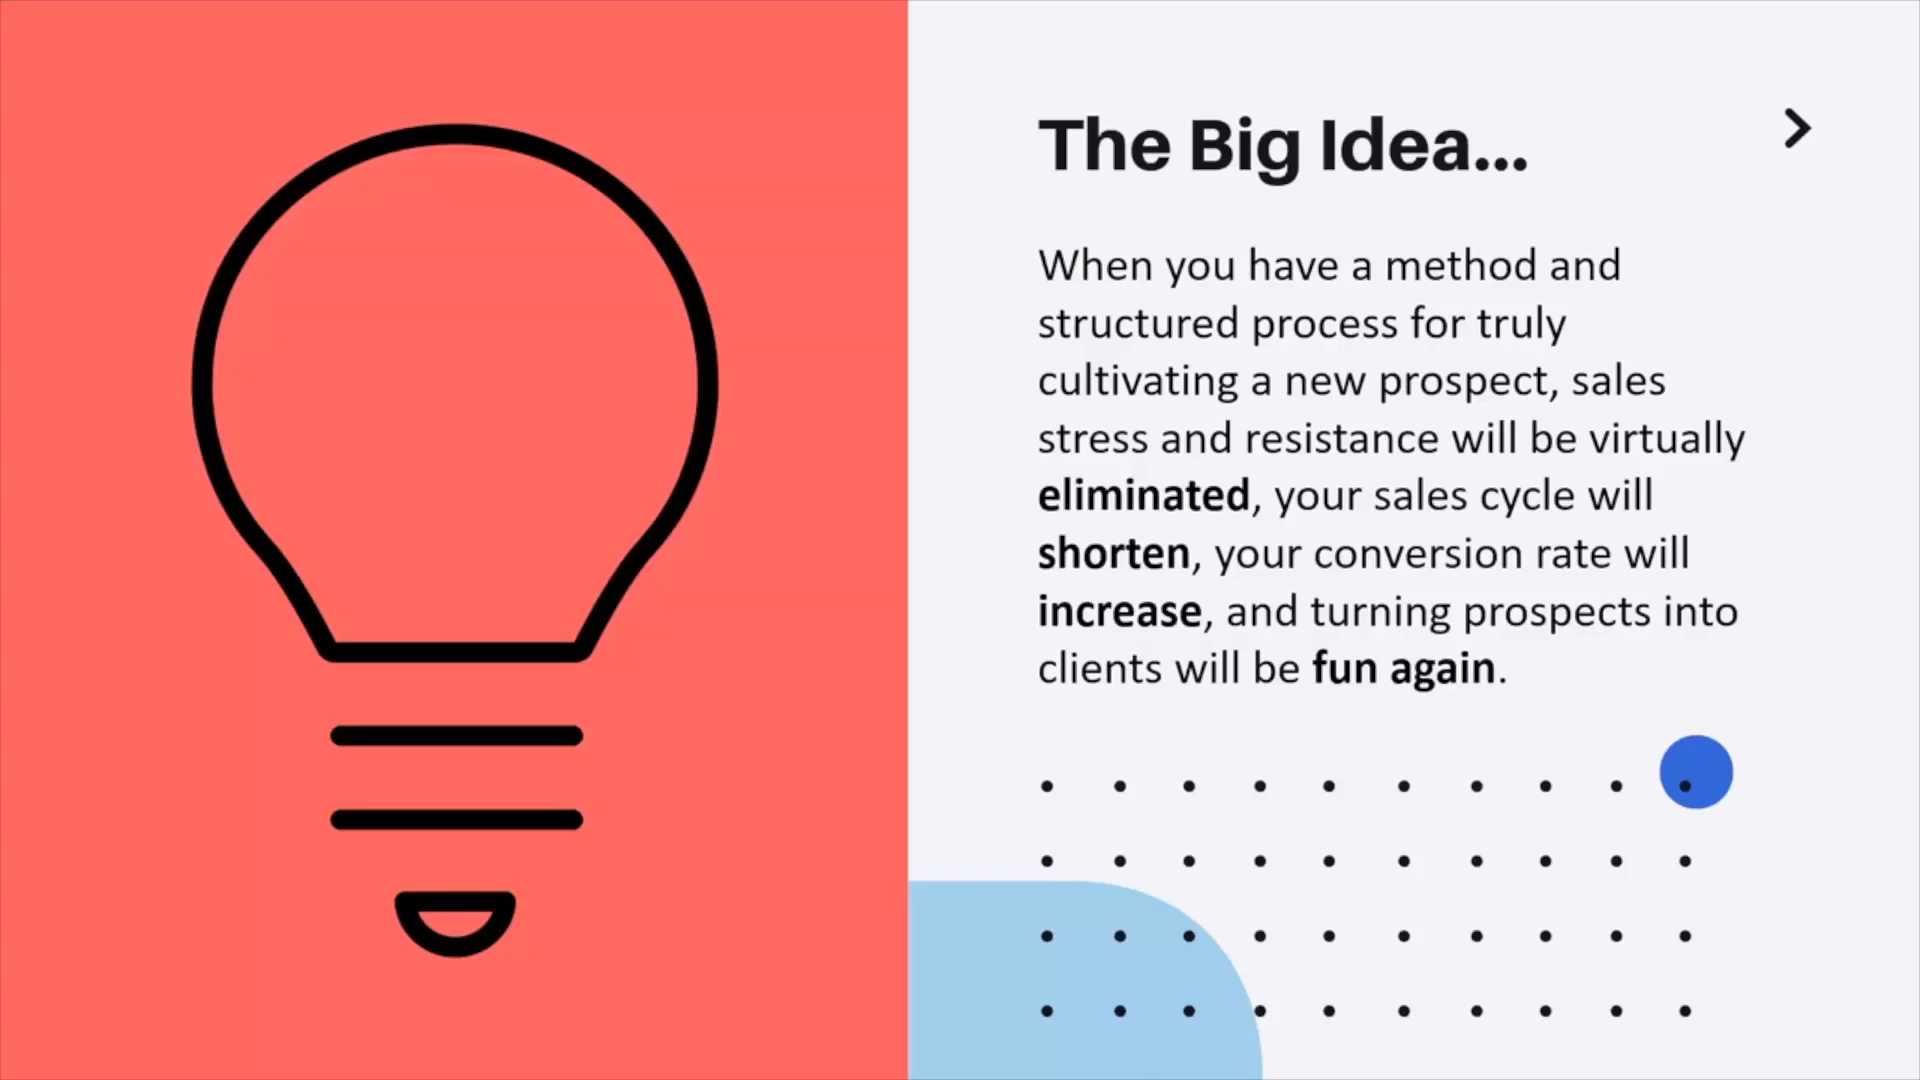 The Big Idea...
When you have a method and
structured process for truly
cultivating a new prospect, sales
stress and resistance will be virtually
eliminated, your sales cycle will
shorten, your conversion rate will
increase, and turning prospects into
clients will be fun again.